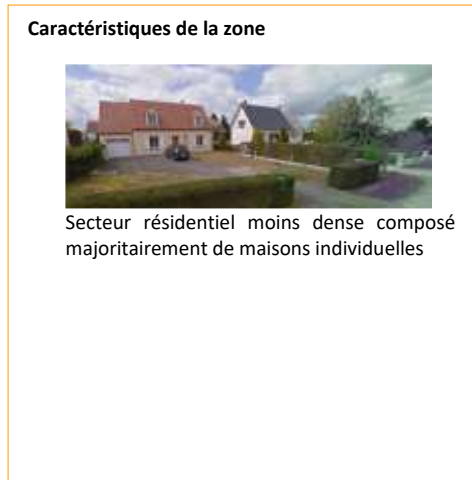 Caractéristiques de la zone
Secteur résidentiel moins dense composé
majoritairement de maisons individuelles